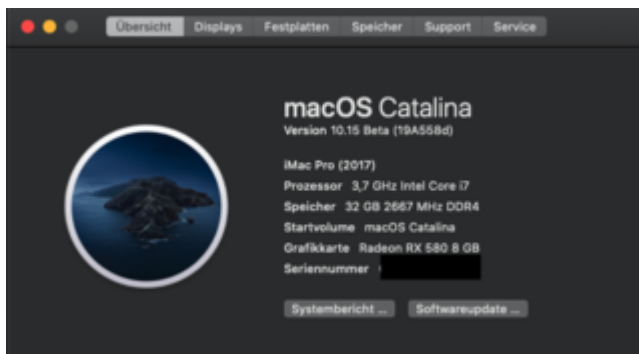 Übersicht Displays Festplatten Speicher Support Service
macOS Catalina
Version 10.15 Beta (19A558d)
iMac Pro (2017)
Prozessor 3,7 GHz Intel Core i7
Speicher 32 GB 2667 MHz DDR4
Startvolume macOS Catalina
Grafikkarte Radeon RX 580 8 GB
Seriennummer
Systembericht ... Softwareupdate ...